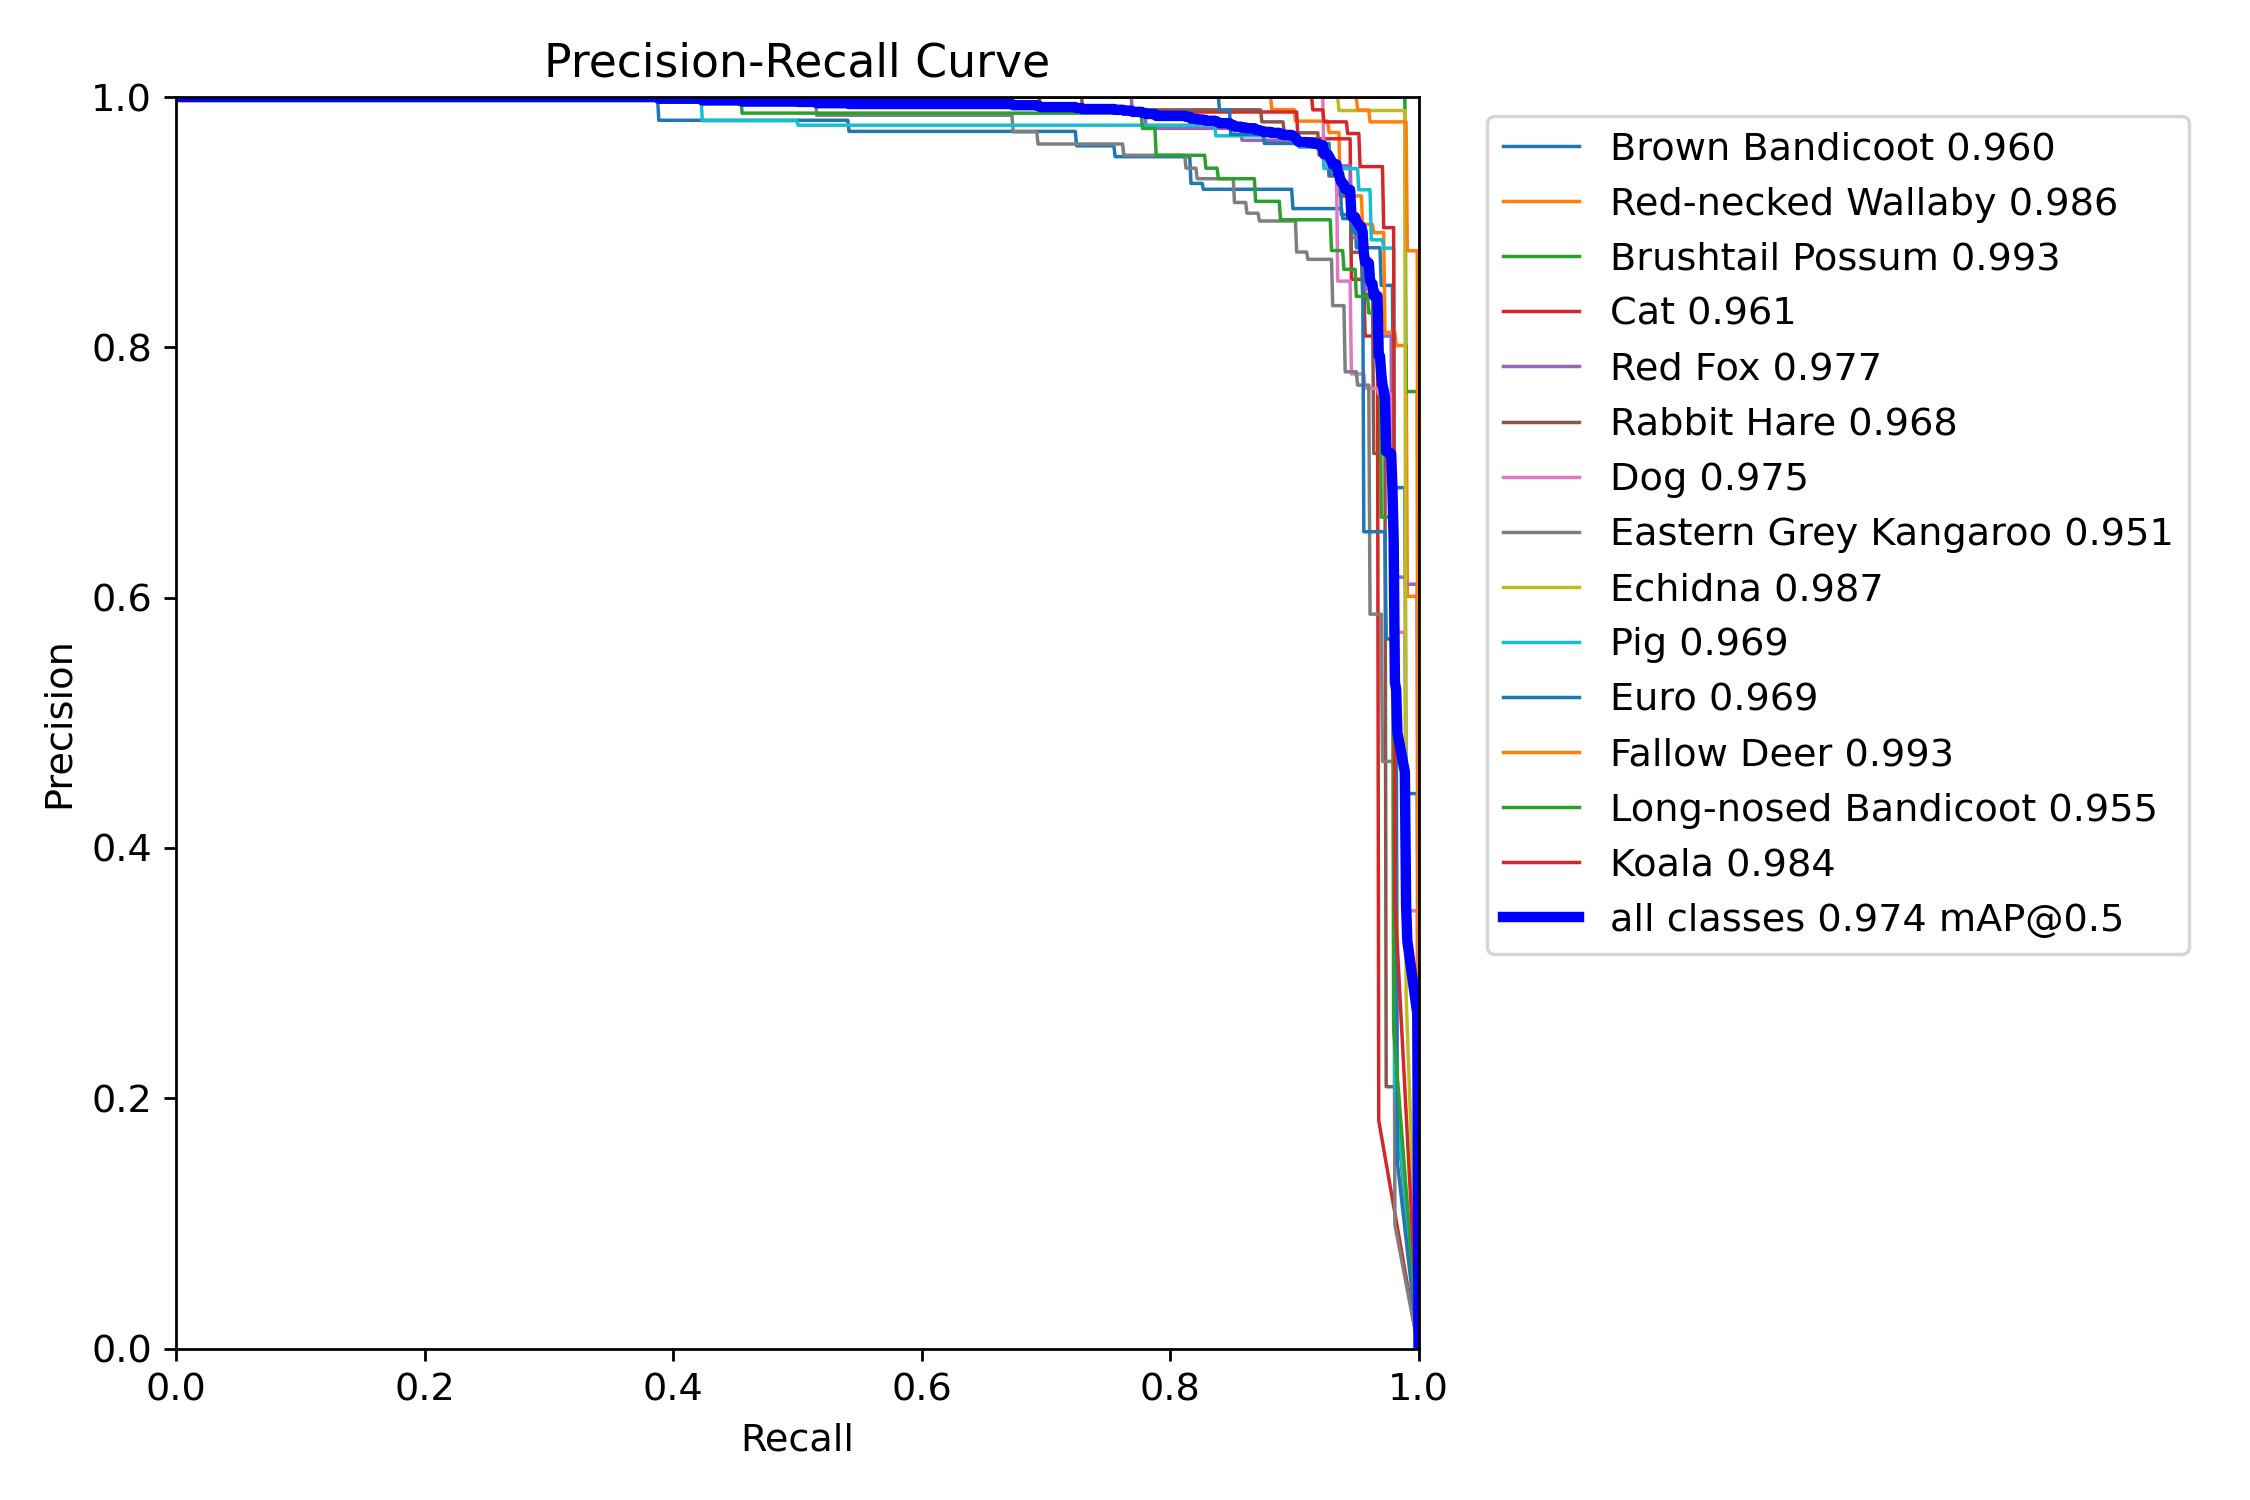 Precision-Recall Curve
1.0
0.8
0.6
0.4
0.2
0.0
Precision
0.0 0.2 0.4 0.6 0.8 1.0
Recall
Brown Bandicoot 0.960
Red-necked Wallaby 0.986
Brushtail Possum 0.993
Cat 0.961
Red Fox 0.977
Rabbit Hare 0.968
Dog 0.975
Eastern Grey Kangaroo 0.951
Echidna 0.987
Pig 0.969
Euro 0.969
Fallow Deer 0.993
Long-nosed Bandicoot 0.955
Koala 0.984
all classes 0.974 mAP@0.5